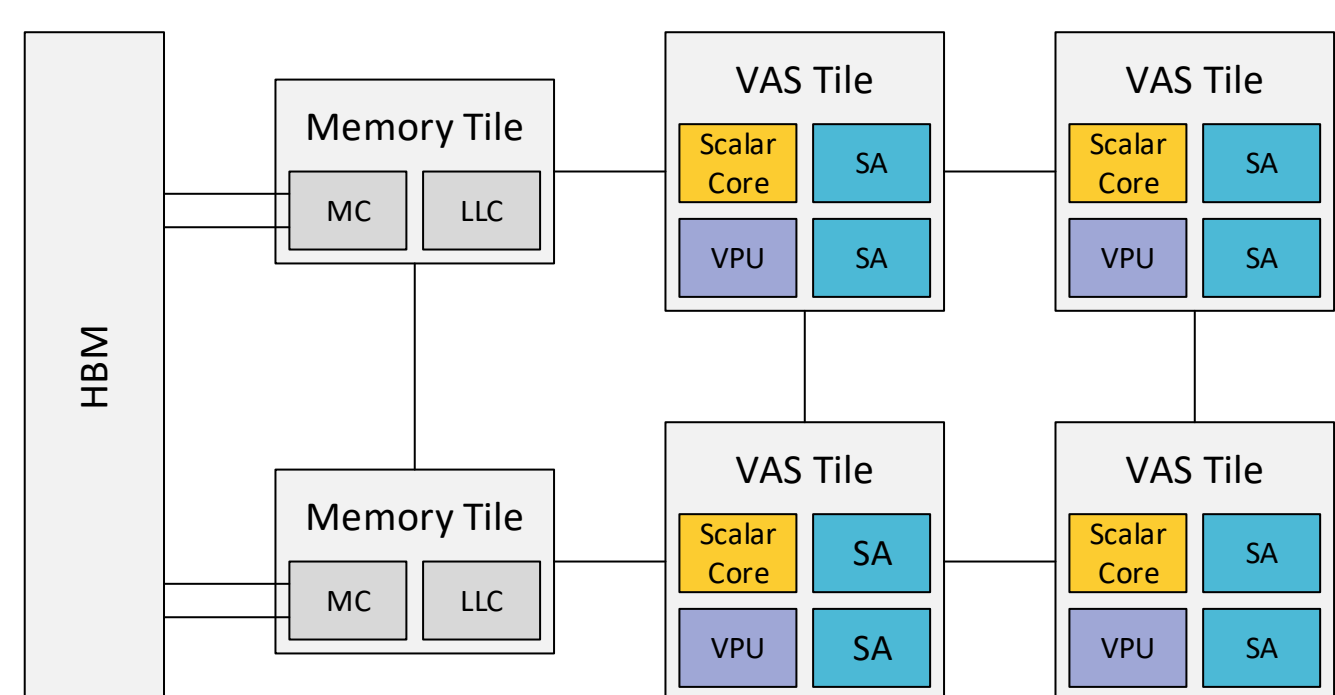 HBM
Memory Tile
MC
LLC
VAS Tile
Scalar
Core
SA
VPU
SA
VAS Tile
Scalar
Core
SA
VPU
SA
Memory Tile
MC
LLC
VAS Tile
Scalar
Core
SA
VPU
SA
VAS Tile
Scalar
Core
SA
VPU
SA